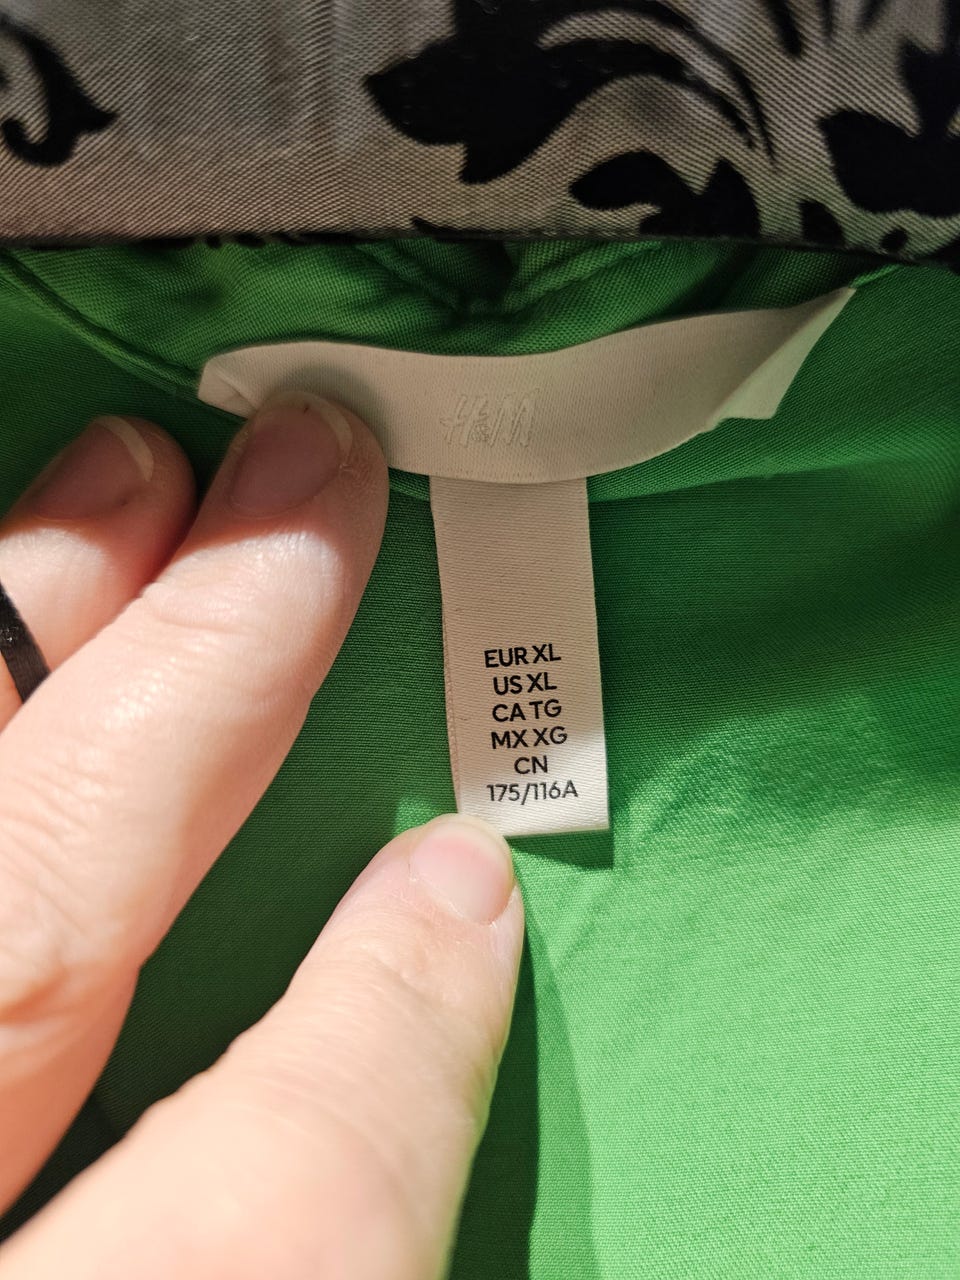 H&M
EUR XL
US XL
CA TG
MX XG
CN
175/116A